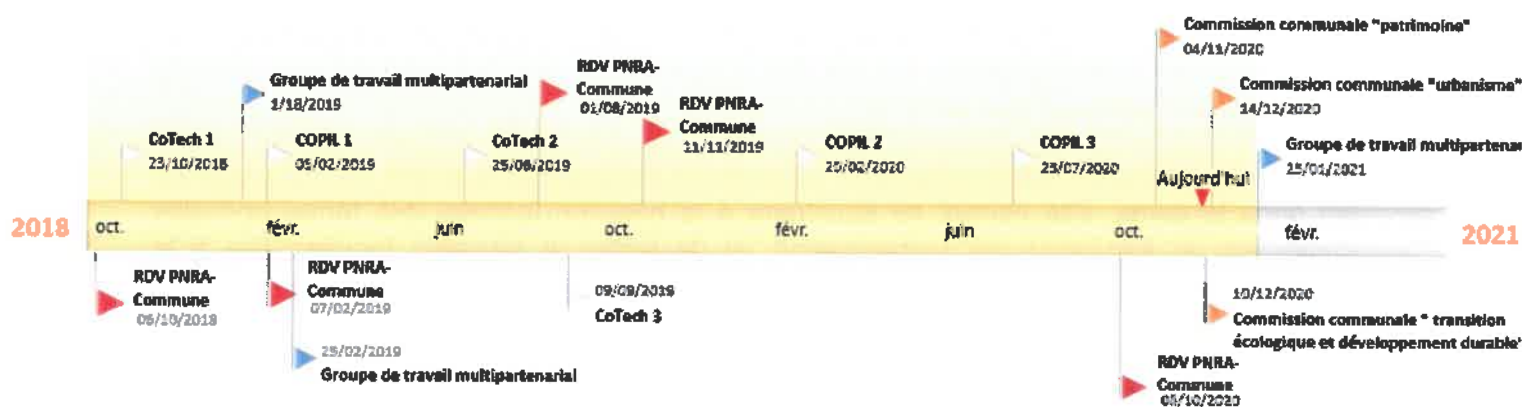 Commission communale "patrimoine"
04/11/2020
RDV PNRA-
Commune
01/08/2019
Groupe de travail multipartenarial
1/18/2019
Commission communale "urbanisme"
14/12/2020
RDV PNRA-
Commune
11/11/2019
CoTech 1
23/10/2018
COPIL 1
05/02/2019
CoTech 2
25/06/2019
COPIL 2
20/02/2020
COPIL 3
23/07/2020
Groupe de travail multipartenar
25/01/2021
Aujourd'hui
2018
oct.
févr.
juin
oct.
févr.
juin
oct.
févr.
2021
RDV PNRA-
Commune
05/10/2018
RDV PNRA-
Commune
07/02/2019
09/09/2019
CoTech 3
10/12/2020
Commission communale " transition
écologique et développement durable"
25/02/2019
Groupe de travail multipartenarial
RDV PNRA-
Commune
08/10/2020